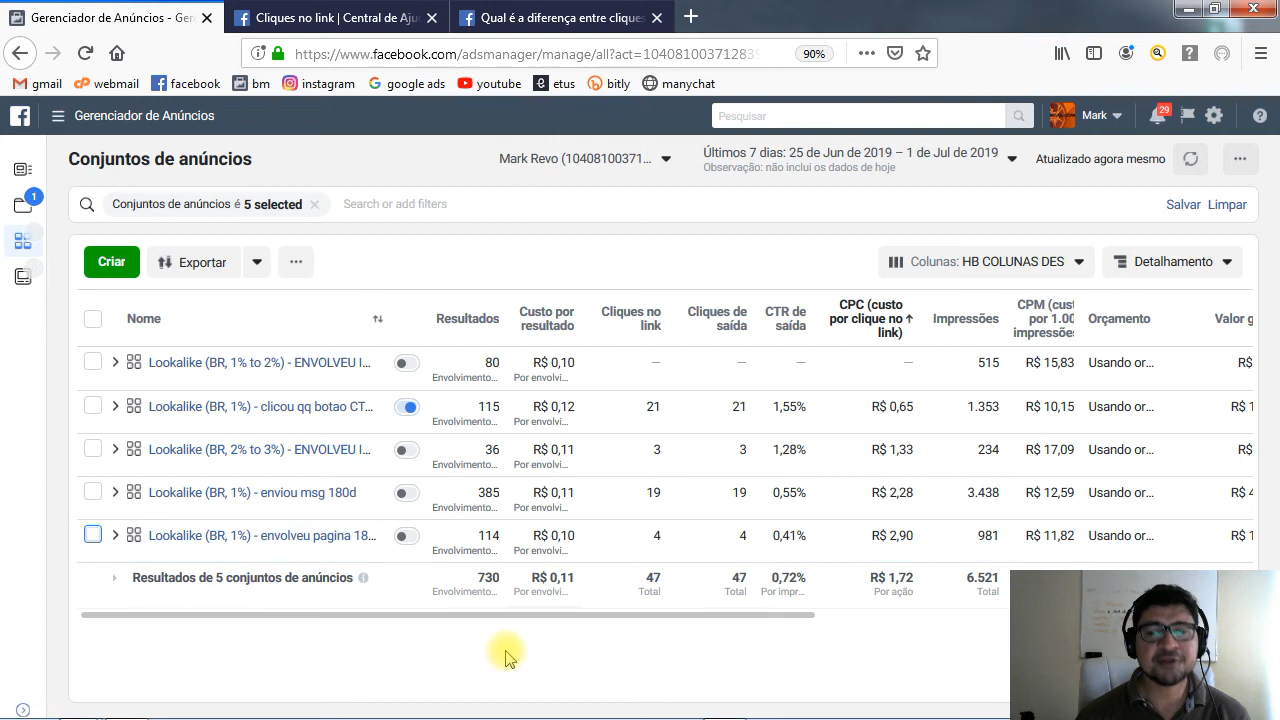 Gerenciador de Anúncios - Ger
Cliques no link | Central de Aju
Qual é a diferença entre cliques
https://www.facebook.com/adsmanager/manage/all?act=10408100371283
90%
gmail
webmail
facebook
bm
instagram
google ads
youtube
etus
bitly
manychat
Gerenciador de Anúncios
Pesquisar
Mark
29
Conjuntos de anúncios
Mark Revo (10408100371...
Últimos 7 dias: 25 de Jun de 2019 – 1 de Jul de 2019
Observação: não inclui os dados de hoje
Atualizado agora mesmo
1
Conjuntos de anúncios é 5 selected
Search or add filters
Salvar
Limpar
Criar
Exportar
Colunas: HB COLUNAS DES
Detalhamento
Nome
Resultados
Custo por
resultado
Cliques no
link
Cliques de
saída
CTR de
saída
CPC (custo
por clique no
link)
Impressões
CPM (cust
por 1.00
impressões
Orçamento
Valor g
Lookalike (BR, 1% to 2%) - ENVOLVEU I... 80 R$ 0,10 — — — — 515 R$ 15,83 Usando or... R$
Envolvimento... Por envolvi...
Lookalike (BR, 1%) - clicou qq botao CT... 115 R$ 0,12 21 21 1,55% R$ 0,65 1.353 R$ 10,15 Usando or... R$ 1
Envolvimento... Por envolvi...
Lookalike (BR, 2% to 3%) - ENVOLVEU I... 36 R$ 0,11 3 3 1,28% R$ 1,33 234 R$ 17,09 Usando or... R$
Envolvimento... Por envolvi...
Lookalike (BR, 1%) - enviou msg 180d 385 R$ 0,11 19 19 0,55% R$ 2,28 3.438 R$ 12,59 Usando or... R$ 4
Envolvimento... Por envolvi...
Lookalike (BR, 1%) - envolveu pagina 18... 114 R$ 0,10 4 4 0,41% R$ 2,90 981 R$ 11,82 Usando or... R$ 1
Envolvimento... Por envolvi...
Resultados de 5 conjuntos de anúncios 730 R$ 0,11 47 47 0,72% R$ 1,72 6.521
Envolvimento... Por envolvi... Total Total Por impr... Por ação Total